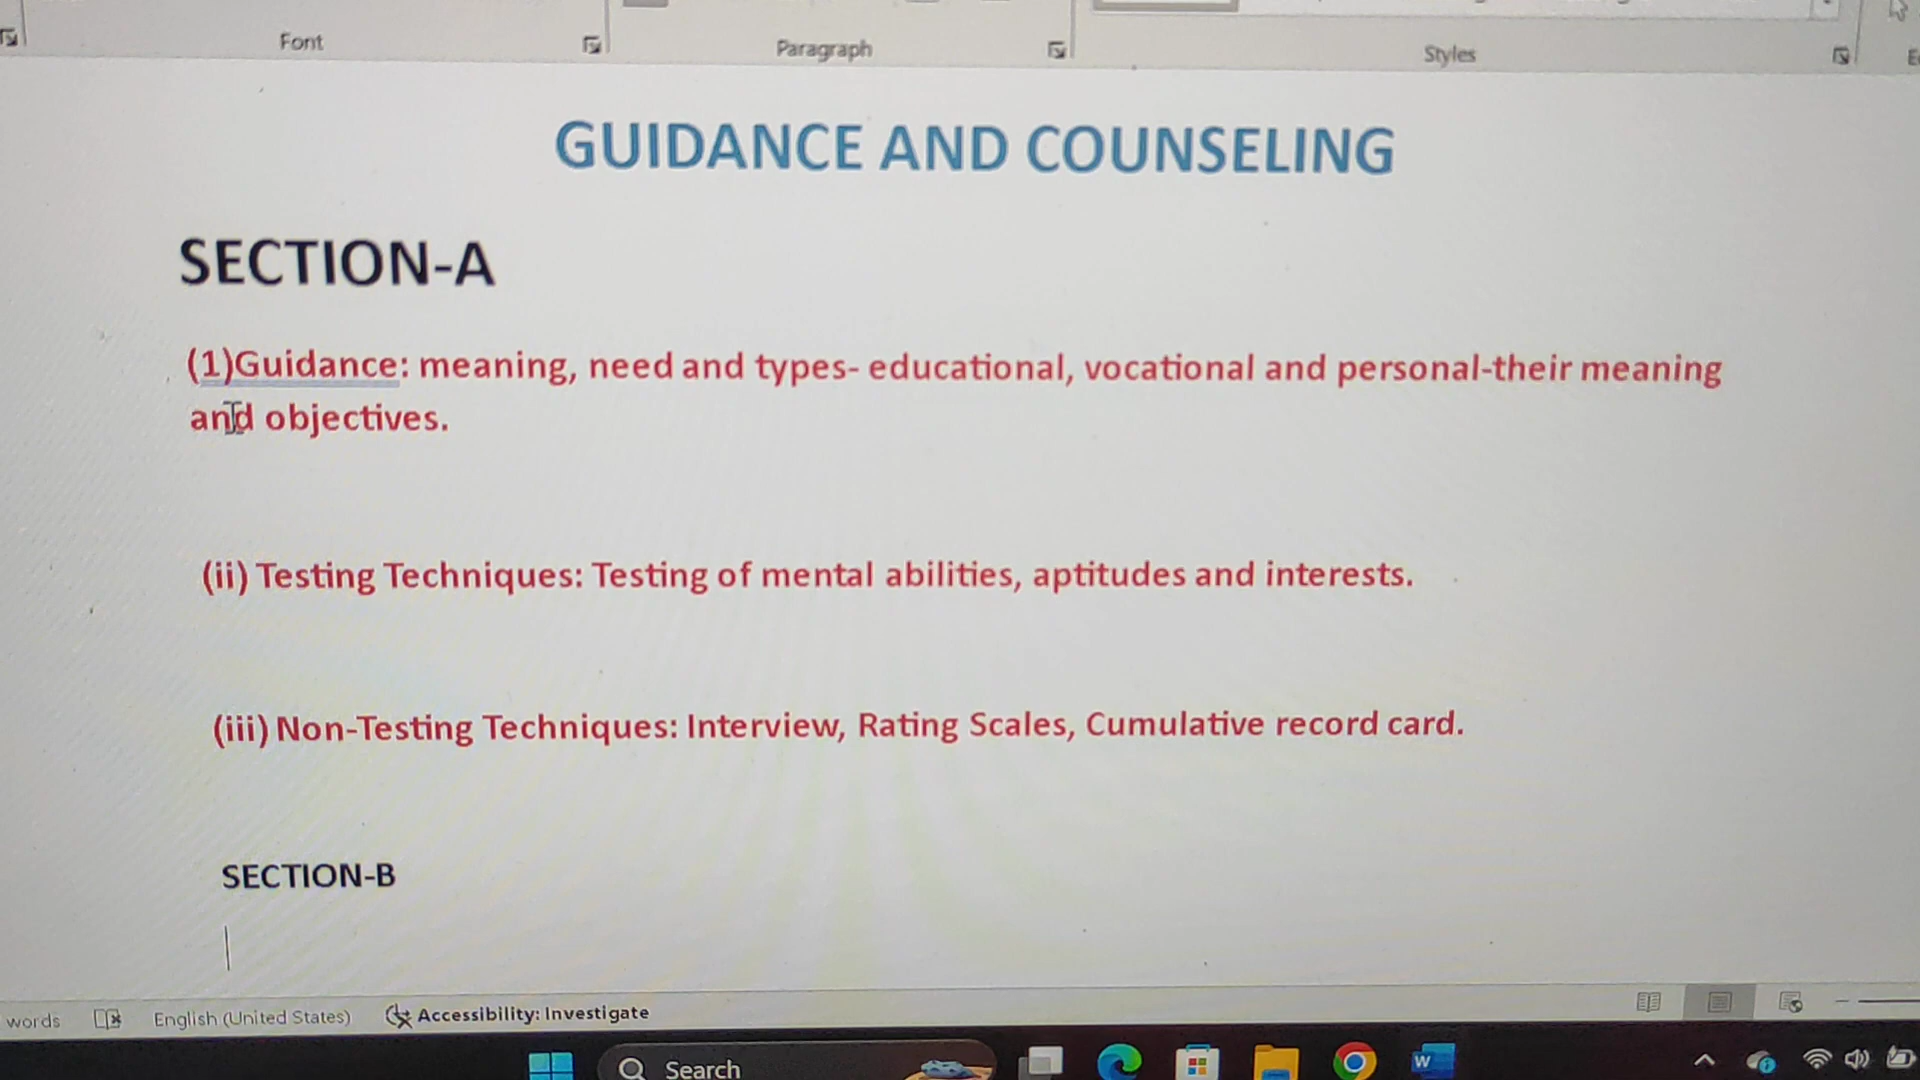 Font
Paragraph
Styles
GUIDANCE AND COUNSELING
SECTION-A
(1)Guidance: meaning, need and types- educational, vocational and personal-their meaning
and objectives.
(ii) Testing Techniques: Testing of mental abilities, aptitudes and interests.
(iii) Non-Testing Techniques: Interview, Rating Scales, Cumulative record card.
SECTION-B
words
English (United States)
Accessibility: Investigate
Search